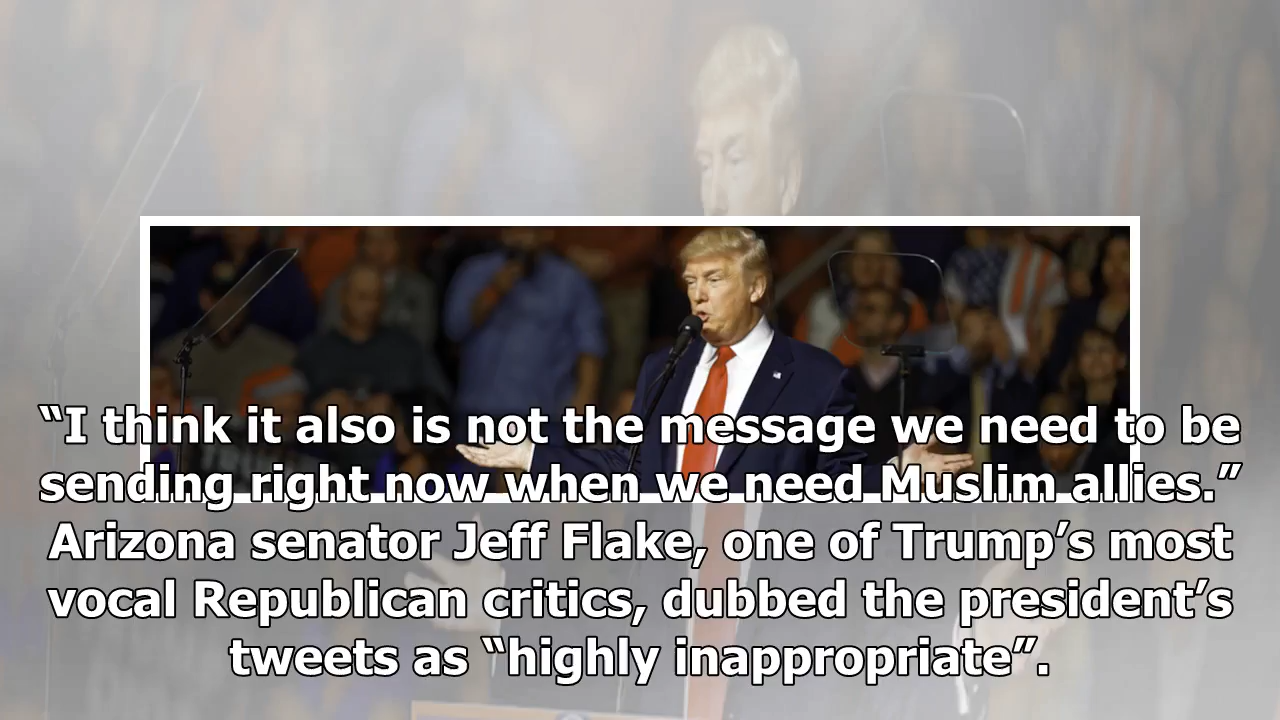 “I think it also is not the message we need to be
sending right now when we need Muslim allies.”
Arizona senator Jeff Flake, one of Trump’s most
vocal Republican critics, dubbed the president’s
tweets as “highly inappropriate”.